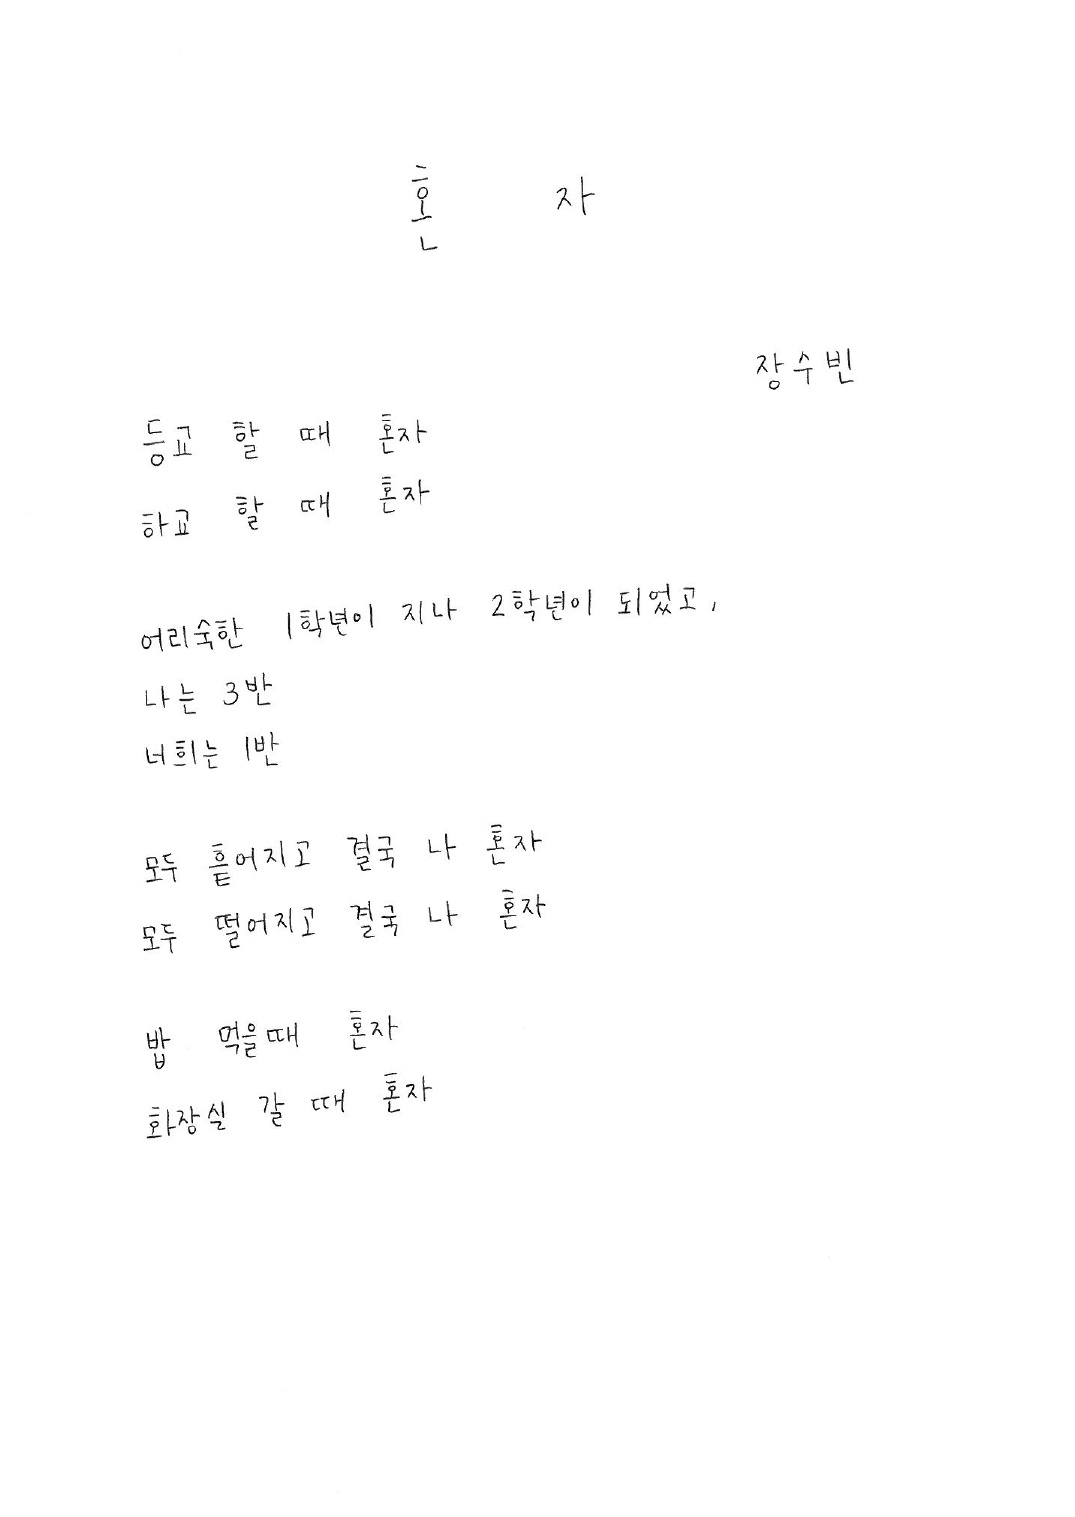 혼 자
장수빈
등교 할 때 혼자
하교 할 때 혼자
어리숙한 1학년이 지나 2학년이 되었고,
나는 3반
너희는 1반
모두 흩어지고 결국 나 혼자
모두 떨어지고 결국 나 혼자
밥 먹을때 혼자
화장실 갈 때 혼자